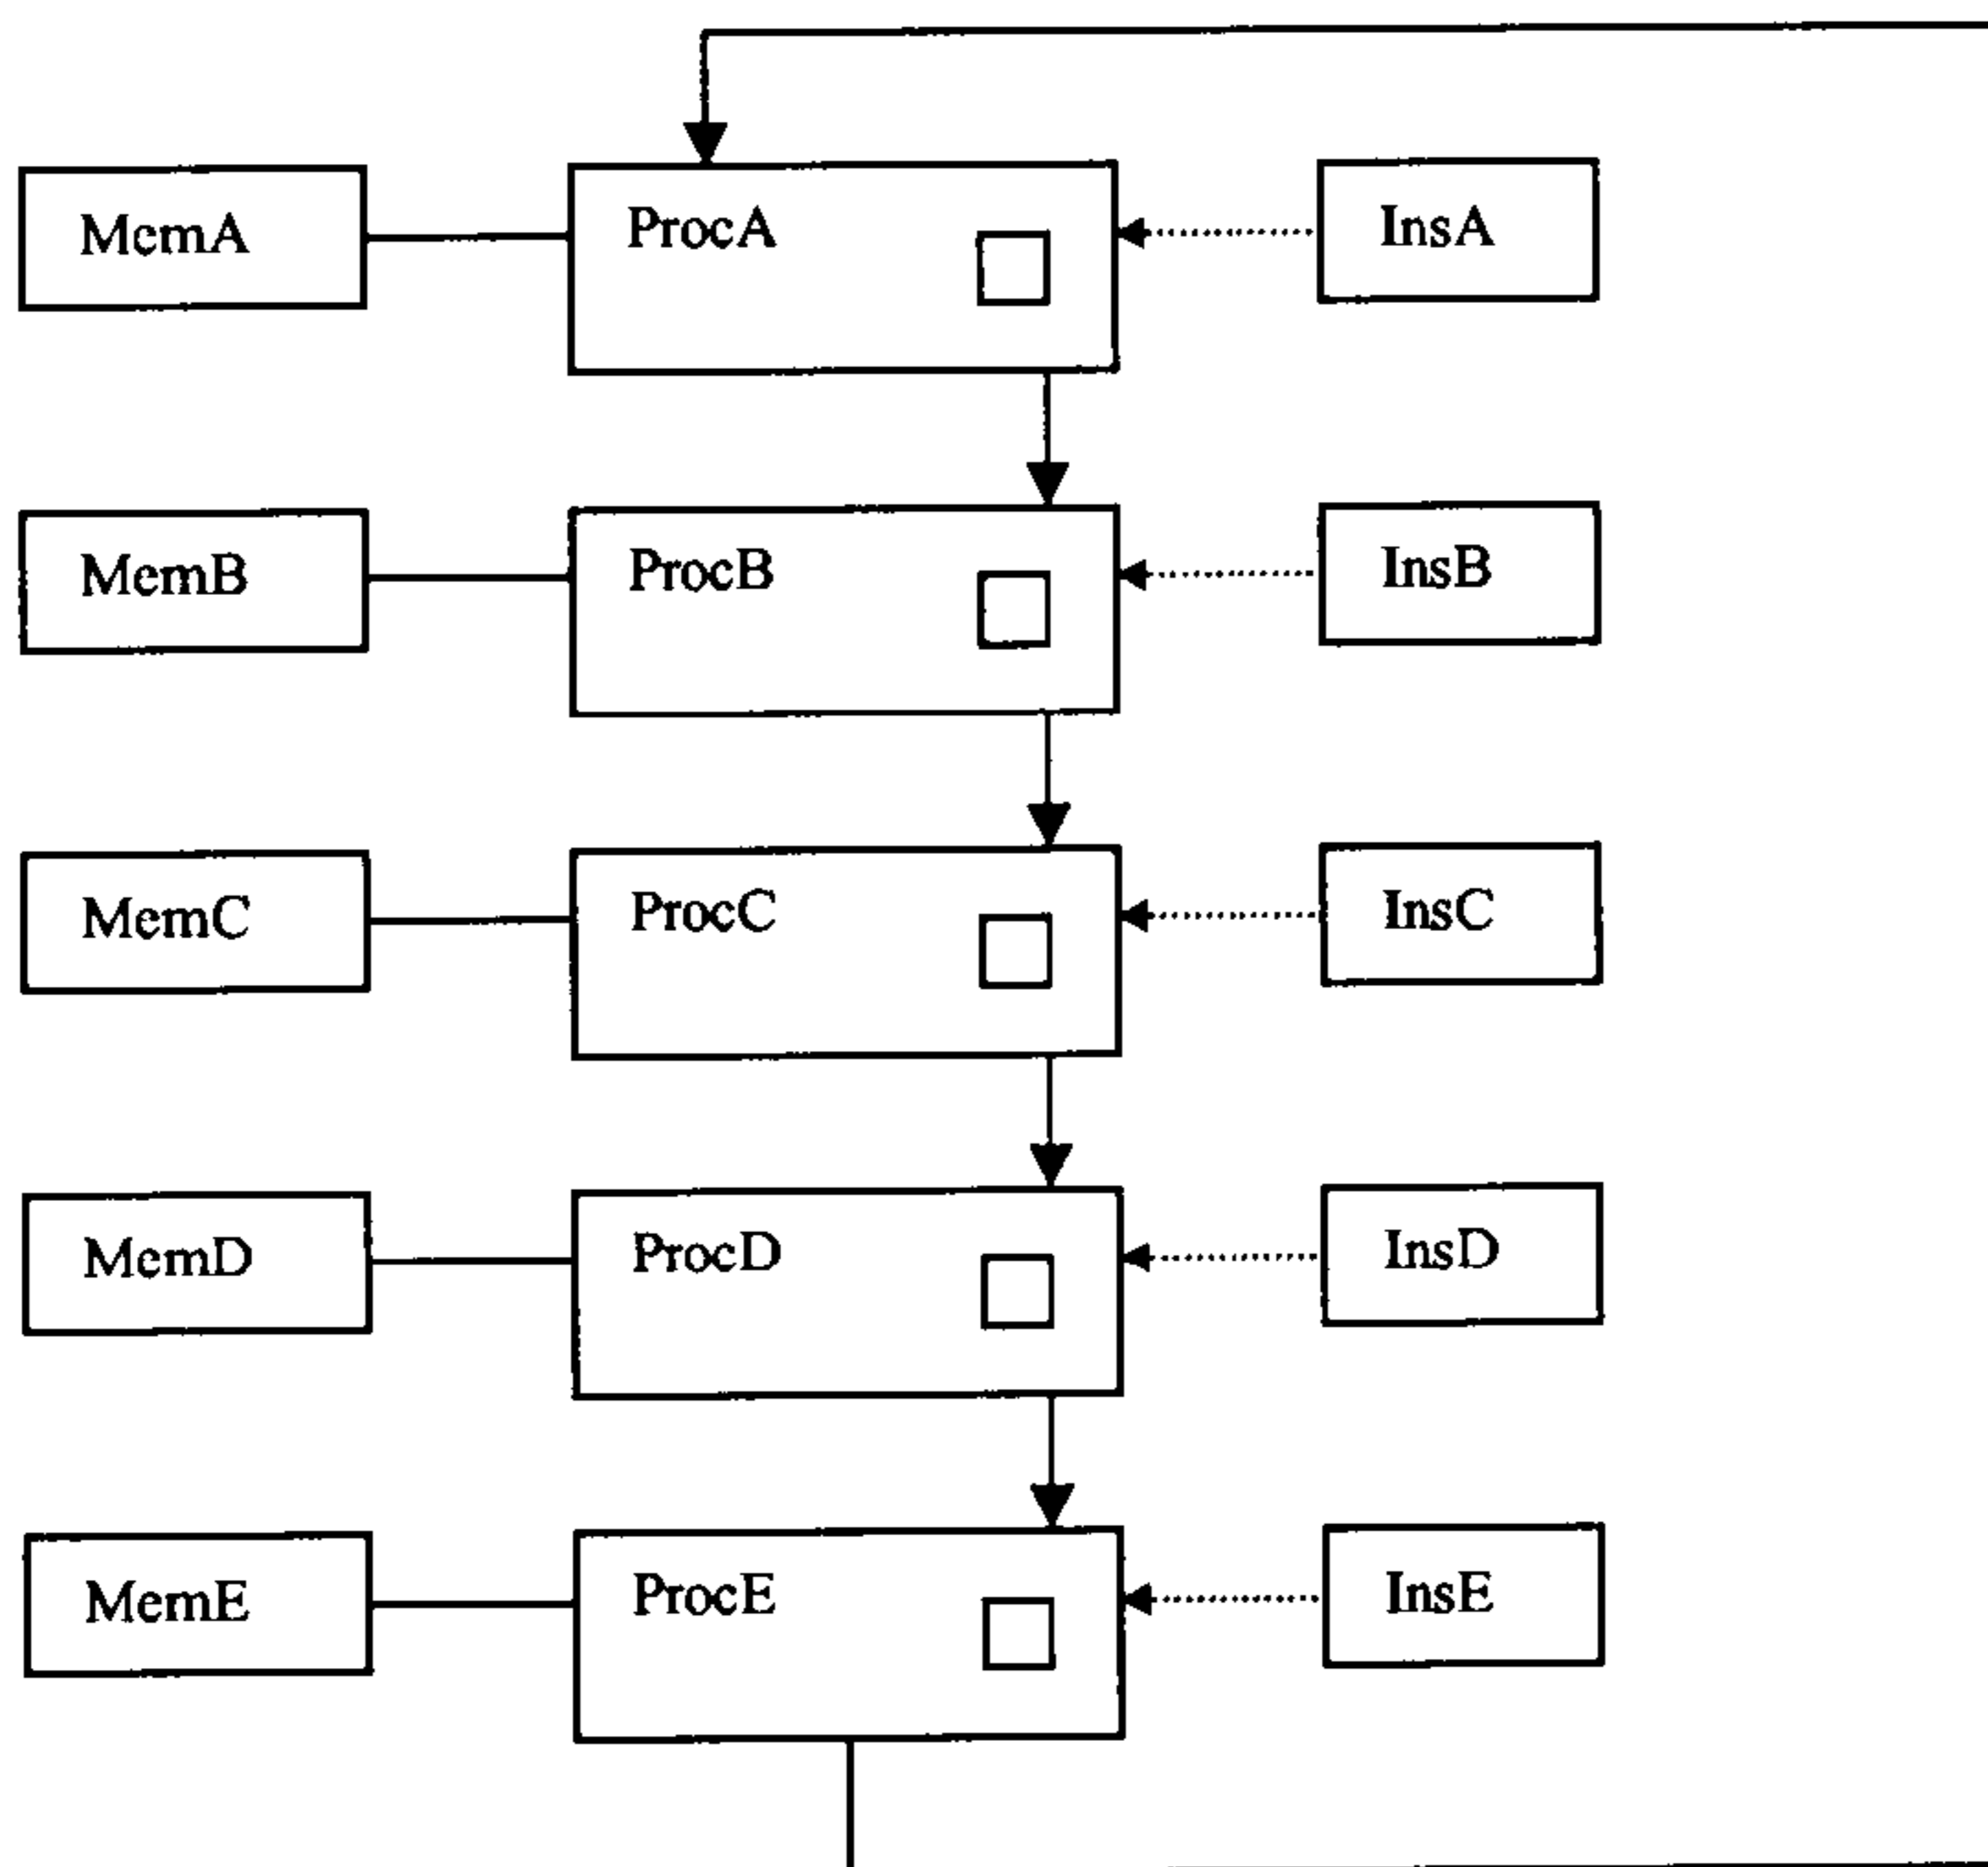 MemA ProcA InsA
MemB ProcB InsB
MemC ProcC InsC
MemD ProcD InsD
MemE ProcE InsE